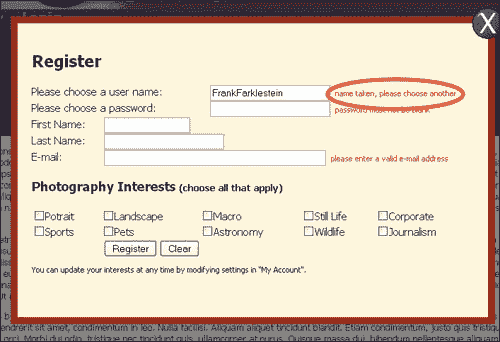 X
Register
Please choose a user name: FrankFarklestein name taken, please choose another
Please choose a password: password must not be blank
First Name:
Last Name:
E-mail: please enter a valid e-mail address
Photography Interests (choose all that apply)
Potrait Landscape Macro Still Life Corporate
Sports Pets Astronomy Wildlife Journalism
Register Clear
You can update your interests at any time by modifying settings in "My Account".
endrerit sit amet, condimentum in leo. Nulla facilisi. Aliquam aliquet tincidunt blandit. Etiam condimentum, justo quis tristiqu